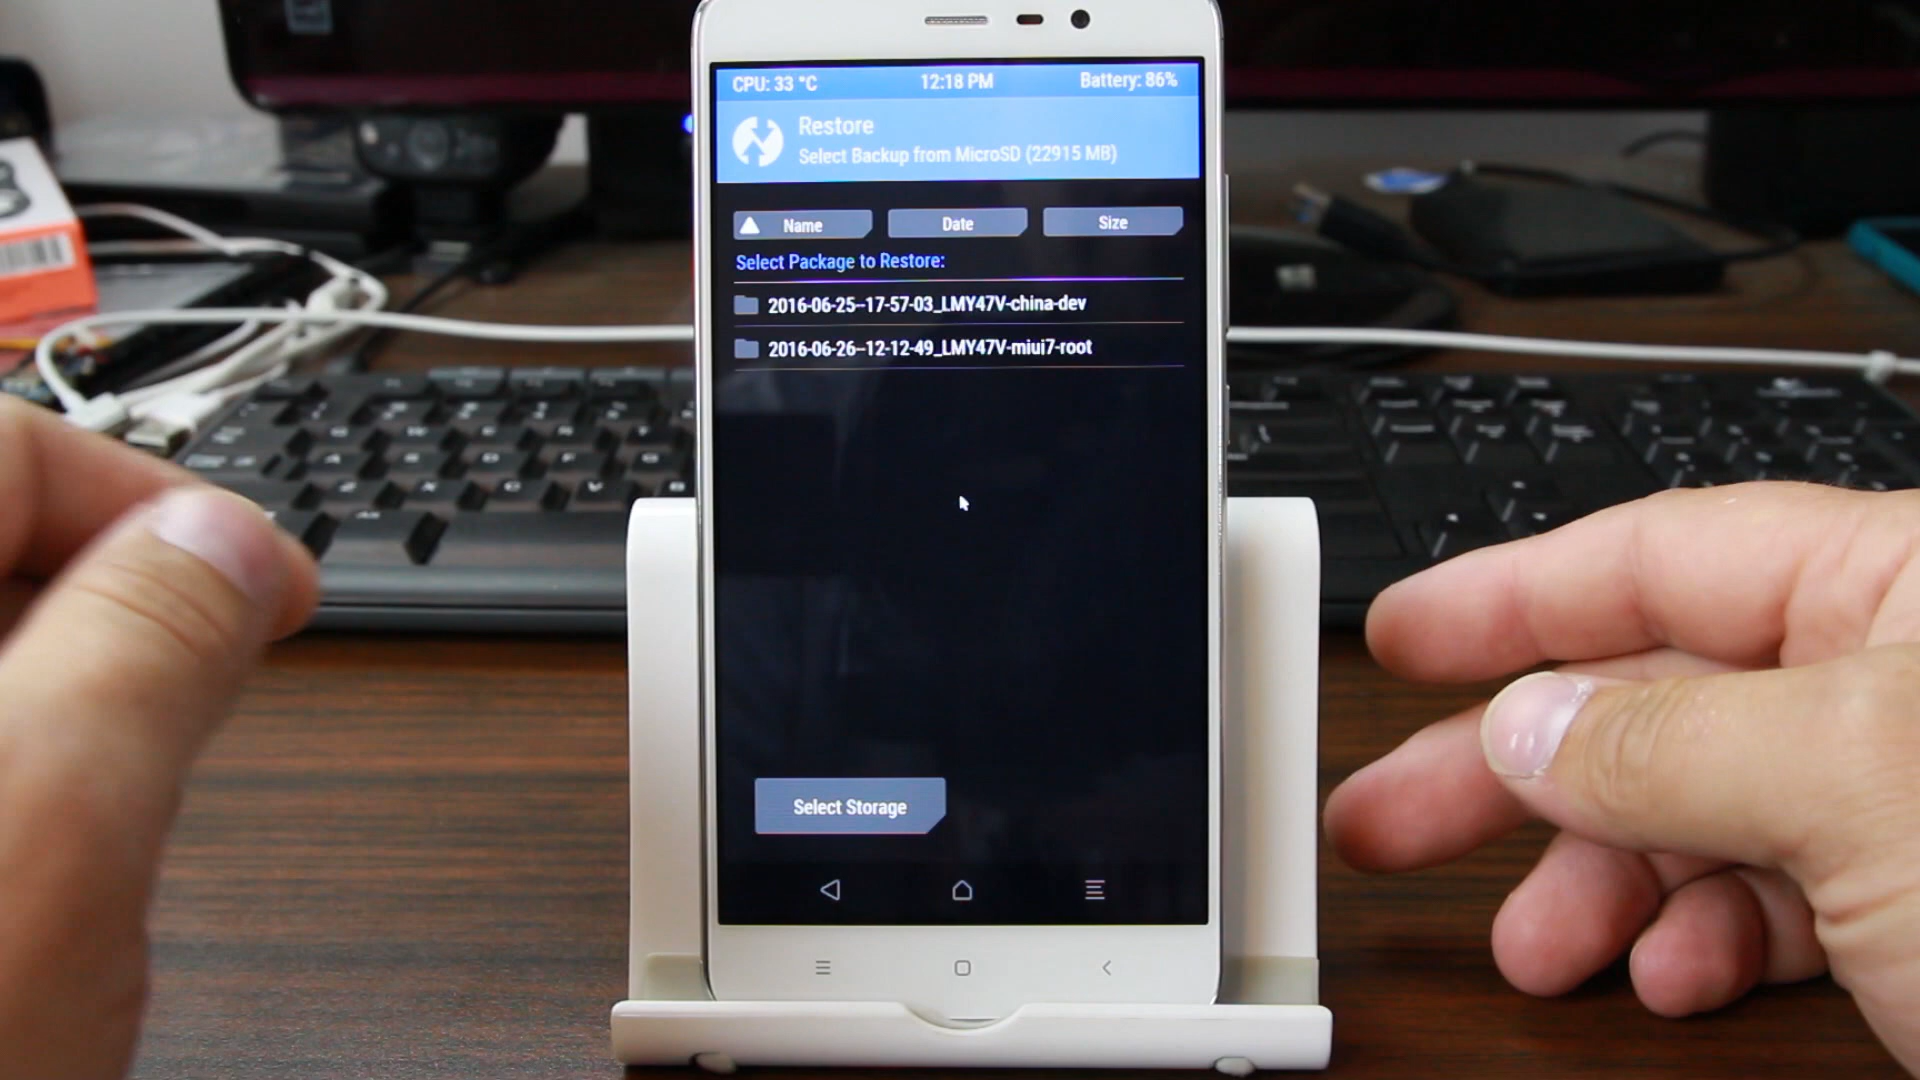 CPU: 33 °C 12:18 PM Battery: 86%
Restore
Select Backup from MicroSD (22915 MB)
Name Date Size
Select Package to Restore:
2016-06-25--17-57-03_LMY47V-china-dev
2016-06-26--12-12-49_LMY47V-miui7-root
Select Storage